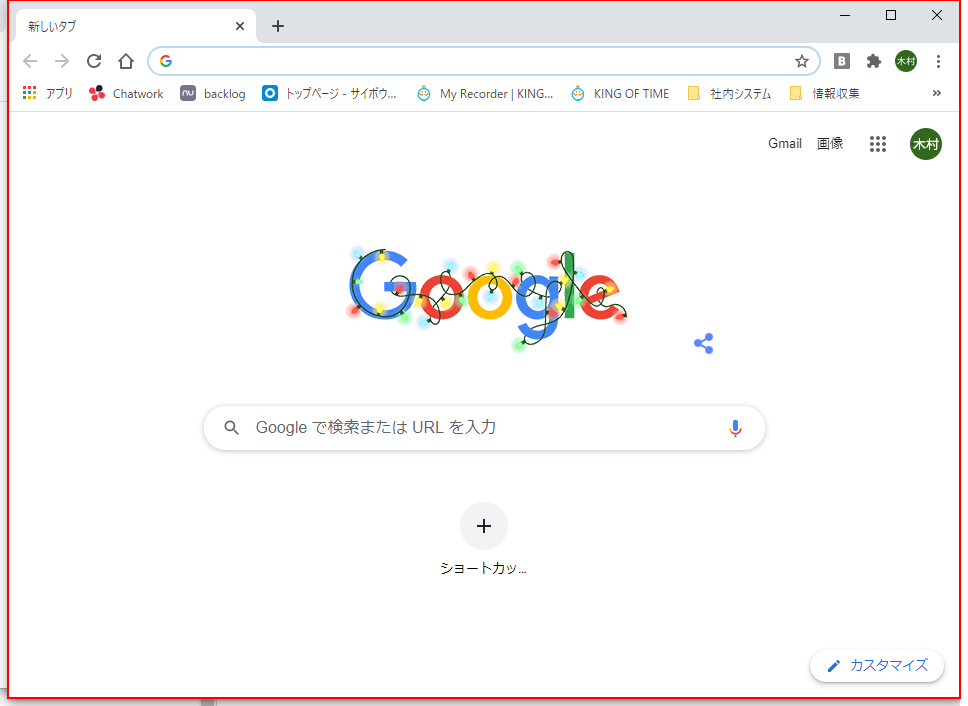 新しいタブ
B
木村
アプリ Chatwork nu backlog トップページ - サイボウ... My Recorder | KING... KING OF TIME 社内システム 情報収集 »
Gmail 画像 木村
Google
Google で検索または URL を入力
ショートカッ...
カスタマイズ